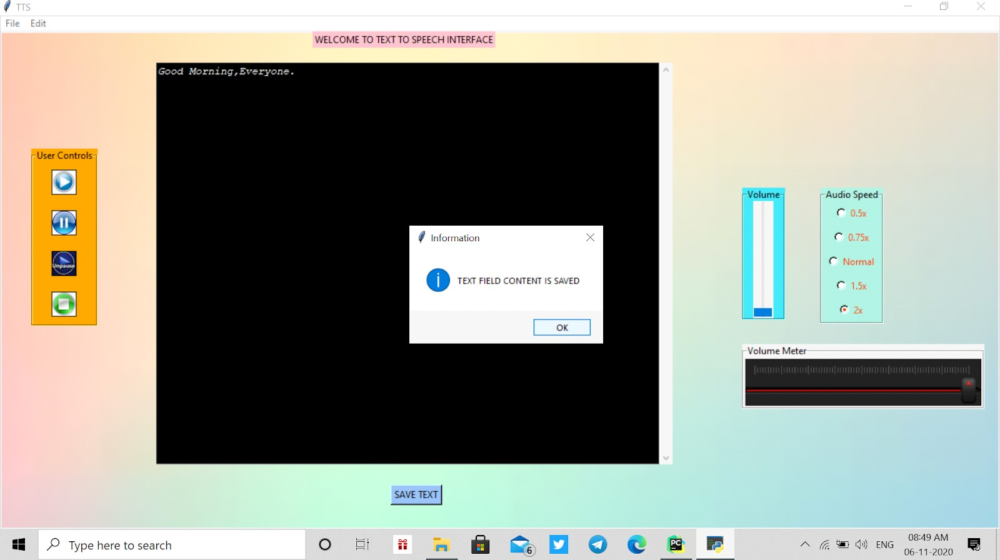 TTS
File Edit
WELCOME TO TEXT TO SPEECH INTERFACE
Good Morning,Everyone.
User Controls
Unpause
Volume
Audio Speed
0.5x
0.75x
Normal
1.5x
2x
Information
TEXT FIELD CONTENT IS SAVED
OK
Volume Meter
SAVE TEXT
Type here to search
6
PC
ENG
08:49 AM
06-11-2020